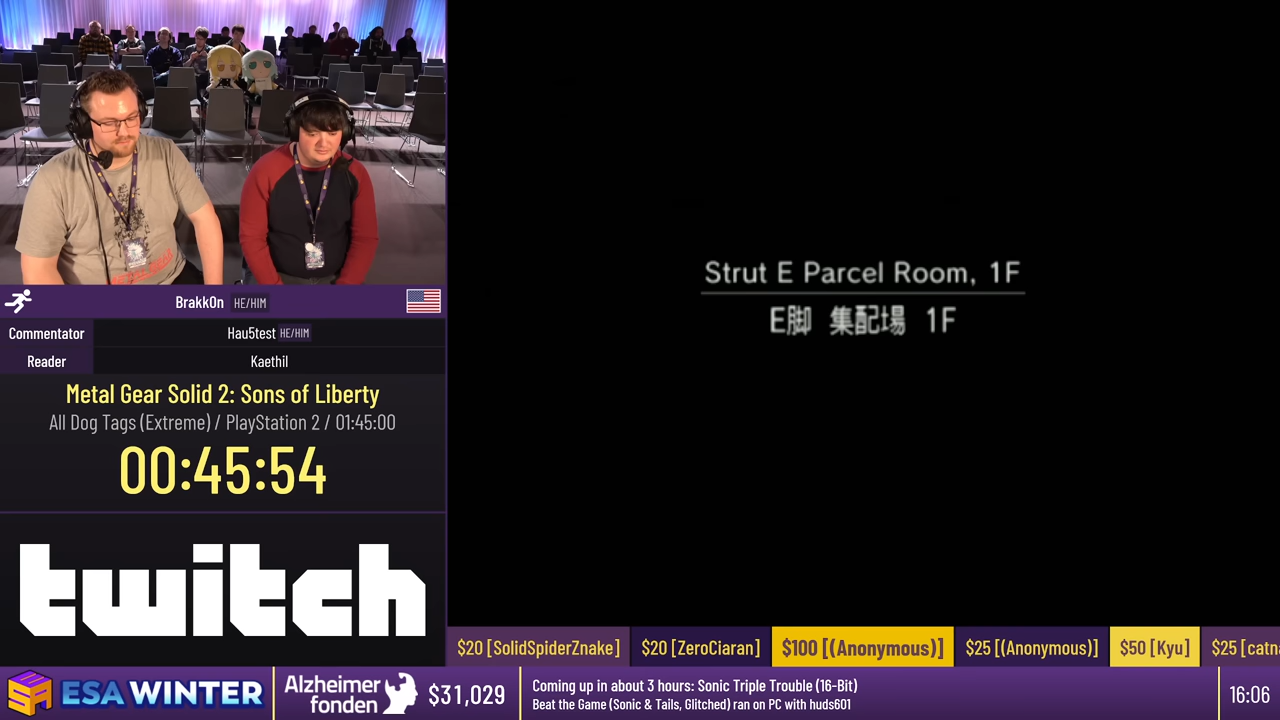 Strut E Parcel Room, 1F
E脚 集配場 1F
BrakkOn HE/HIM
Commentator Hau5test HE/HIM
Reader Kaethil
Metal Gear Solid 2: Sons of Liberty
All Dog Tags (Extreme) / PlayStation 2 / 01:45:00
00:45:54
twitch
$20 [SolidSpiderZnake] $20 [ZeroCiaran] $100 [(Anonymous)] $25 [(Anonymous)] $50 [Kyu] $25
ESA WINTER
Alzheimer
fonden
$31,029
Coming up in about 3 hours: Sonic Triple Trouble (16-Bit)
Beat the Game (Sonic & Tails, Glitched) ran on PC with huds601
16:06